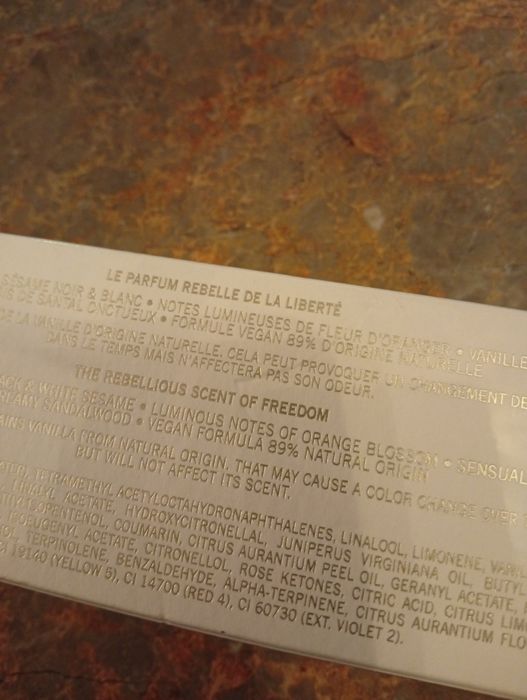 LE PARFUM REBELLE DE LA LIBERTÉ
SÉSAME NOIR & BLANC • NOTES LUMINEUSES DE FLEUR D'ORANGER • VANILLE
DE SANTAL ONCTUEUX • FORMULE VEGAN 89% D'ORIGINE NATURELLE
DE LA VANILLE D'ORIGINE NATURELLE, CELA PEUT PROVOQUER UN CHANGEMENT DE
DANS LE TEMPS MAIS N'AFFECTERA PAS SON ODEUR.
THE REBELLIOUS SCENT OF FREEDOM
& WHITE SESAME • LUMINOUS NOTES OF ORANGE BLOSSOM • SENSUAL
SANDALWOOD • VEGAN FORMULA 89% NATURAL ORIGIN
VANILLA FROM NATURAL ORIGIN, THAT MAY CAUSE A COLOR CHANGE OVER
BUT WILL NOT AFFECT ITS SCENT.
TETRAMETHYL ACETYLOCTAHYDRONAPHTHALENES, LINALOOL, LIMONENE,
LINALYL ACETATE, HYDROXYCITRONELLAL, JUNIPERUS VIRGINIANA OIL, BUTYL
COUMARIN, CITRUS AURANTIUM PEEL OIL, GERANYL ACETATE,
ACETATE, CITRONELLOL, ROSE KETONES, CITRIC ACID, CITRUS
TERPINOLENE, BENZALDEHYDE, ALPHA-TERPINENE, CITRUS AURANTIUM
CI 19140 (YELLOW 5), CI 14700 (RED 4), CI 60730 (EXT. VIOLET 2).